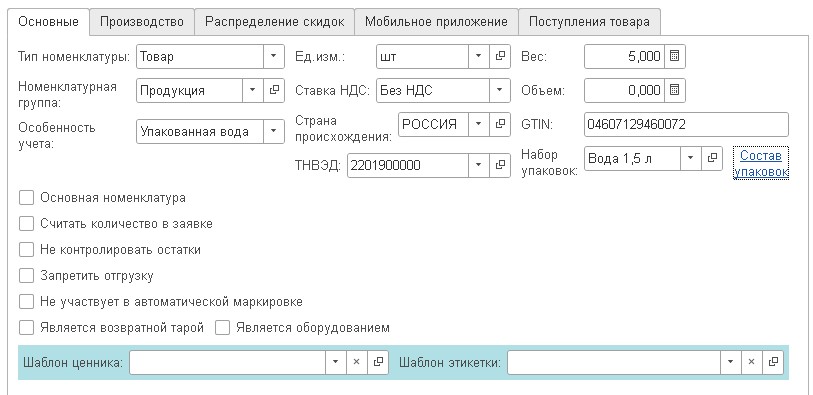 Основные Производство Распределение скидок Мобильное приложение Поступления товара
Тип номенклатуры: Товар Ед.изм.: шт Вес: 5,000
Номенклатурная группа: Продукция Ставка НДС: Без НДС Объем: 0,000
Особенность учета: Упакованная вода Страна происхождения: РОССИЯ GTIN: 04607129460072
ТНВЭД: 2201900000 Набор упаковок: Вода 1,5 л Состав упаковок
Основная номенклатура
Считать количество в заявке
Не контролировать остатки
Запретить отгрузку
Не участвует в автоматической маркировке
Является возвратной тарой Является оборудованием
Шаблон ценника: Шаблон этикетки: